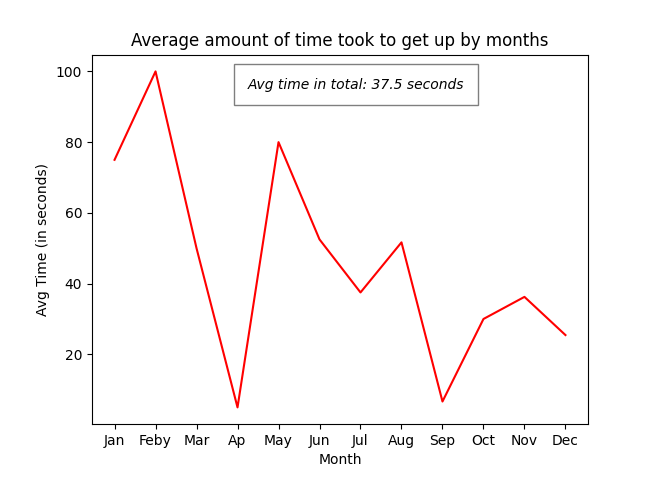 Average amount of time took to get up by months
Avg time in total: 37.5 seconds
100
80
60
40
20
Avg Time (in seconds)
Jan Feby Mar Ap May Jun Jul Aug Sep Oct Nov Dec
Month